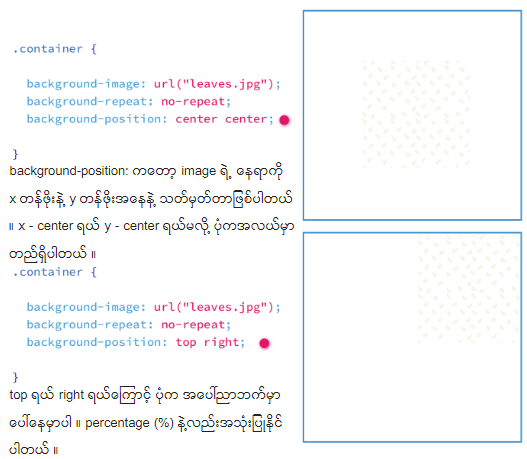 .container {
background-image: url("leaves.jpg");
background-repeat: no-repeat;
background-position: center center;
}
background-position: ကတော့ image ရဲ့ နေရာကို
x တန်ဖိုးနဲ့ y တန်ဖိုးအနေနဲ့ သတ်မှတ်တာဖြစ်ပါတယ်
။ x - center ရယ် y - center ရယ်မလို့ ပုံကအလယ်မှာ
တည်ရှိပါတယ် ။
.container {
background-image: url("leaves.jpg");
background-repeat: no-repeat;
background-position: top right;
}
top ရယ် right ရယ်ကြောင့် ပုံက အပေါ်ညာဘက်မှာ
ပေါ်နေမှာပါ ။ percentage (%) နဲ့လည်းအသုံးပြုနိုင်
ပါတယ် ။